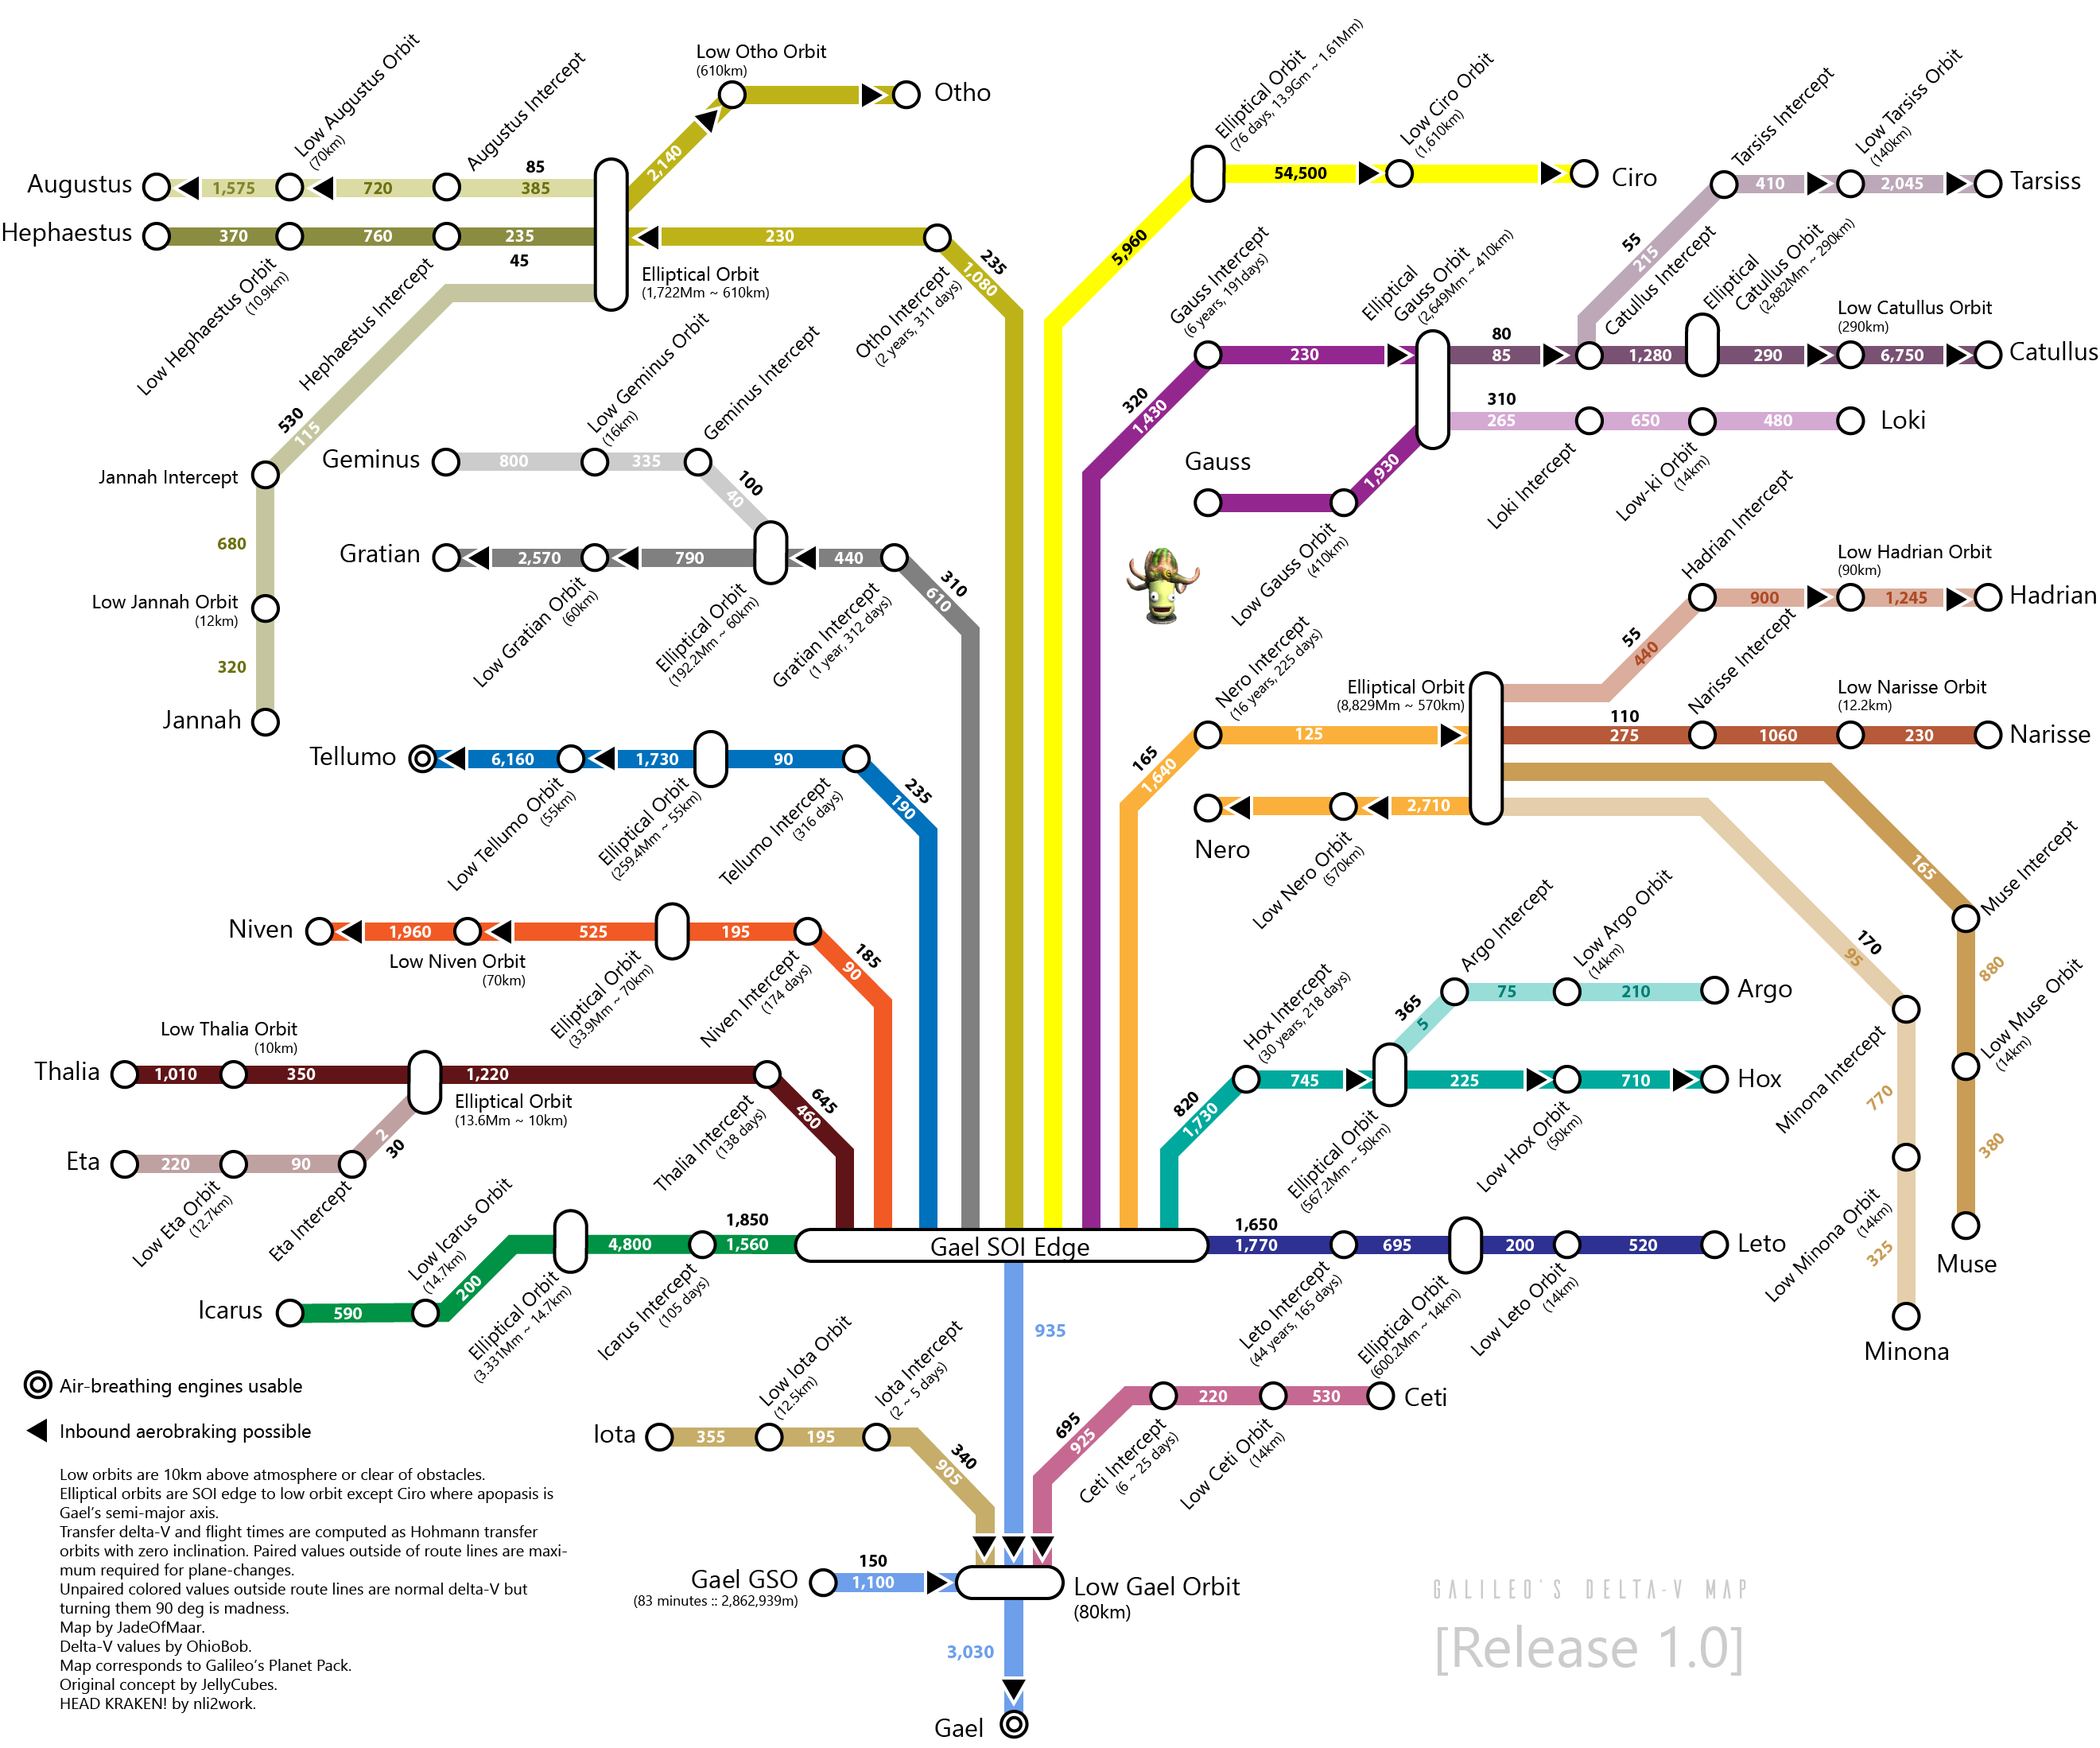 Low Otho Orbit
(610km)
Otho
Low Augustus Orbit
(70km)
Augustus Intercept
Augustus
1,575
720
85
385
2,140
Hephaestus
370
760
235
45
230
Low Hephaestus Orbit
(10.9km)
Hephaestus Intercept
Elliptical Orbit
(1,722Mm ~ 610km)
Otho Intercept
(2 years, 311 days)
235
1,080
530
115
Jannah Intercept
680
Low Jannah Orbit
(12km)
320
Jannah
Low Geminus Orbit
(16km)
Geminus Intercept
Geminus
800
335
100
40
Gratian
2,570
790
440
Low Gratian Orbit
(60km)
Elliptical Orbit
(192.2Mm ~ 60km)
Gratian Intercept
(1 year, 312 days)
310
610
Tellumo
6,160
1,730
90
Low Tellumo Orbit
(55km)
Elliptical Orbit
(259.4Mm ~ 55km)
Tellumo Intercept
(316 days)
235
190
Niven
1,960
525
195
Low Niven Orbit
(70km)
Elliptical Orbit
(33.9Mm ~ 70km)
Niven Intercept
(174 days)
185
90
Low Thalia Orbit
(10km)
Thalia
1,010
350
1,220
Elliptical Orbit
(13.6Mm ~ 10km)
Thalia Intercept
(138 days)
645
460
Eta
220
90
2
30
Low Eta Orbit
(12.7km)
Eta Intercept
Low Icarus Orbit
(14.7km)
Icarus
590
200
4,800
1,850
1,560
Elliptical Orbit
(3.331Mm ~ 14.7km)
Icarus Intercept
(105 days)
Elliptical Orbit
(76 days, 13.9Gm ~ 1.61Mm)
Low Ciro Orbit
(1,610km)
5,960
54,500
Ciro
Tarsiss Intercept
Low Tarsiss Orbit
(140km)
410
2,045
Tarsiss
55
215
Gauss Intercept
(6 years, 191days)
Elliptical
Gauss Orbit
(2,649Mm ~ 410km)
Catullus Intercept
Elliptical
Catullus Orbit
(2,882Mm ~ 290km)
Low Catullus Orbit
(290km)
320
1,430
230
80
85
1,280
290
6,750
Catullus
310
265
650
480
Loki
Loki Intercept
Low-ki Orbit
(14km)
Gauss
1,930
Low Gauss Orbit
(410km)
Hadrian Intercept
Low Hadrian Orbit
(90km)
900
1,245
Hadrian
55
440
Nero Intercept
(16 years, 225 days)
Elliptical Orbit
(8,829Mm ~ 570km)
Narisse Intercept
Low Narisse Orbit
(12.2km)
165
1,640
125
110
275
1060
230
Narisse
Nero
2,710
Low Nero Orbit
(570km)
165
Muse Intercept
880
Low Muse Orbit
(14km)
380
Muse
170
95
Minona Intercept
770
Low Minona Orbit
(14km)
325
Minona
Argo Intercept
Low Argo Orbit
(14km)
365
5
75
210
Argo
Hox Intercept
(30 years, 218 days)
820
1,730
745
225
710
Hox
Elliptical Orbit
(567.2Mm ~ 50km)
Low Hox Orbit
(50km)
Gael SOI Edge
1,650
1,770
695
200
520
Leto
Leto Intercept
(44 years, 165 days)
Elliptical Orbit
(600.2Mm ~ 14km)
Low Leto Orbit
(14km)
935
Low Iota Orbit
(12.5km)
Iota Intercept
(2 ~ 5 days)
Iota
355
195
340
905
695
925
220
530
Ceti
Ceti Intercept
(6 ~ 25 days)
Low Ceti Orbit
(14km)
Gael GSO
(83 minutes :: 2,862,939m)
150
1,100
Low Gael Orbit
(80km)
3,030
Gael
Air-breathing engines usable
Inbound aerobraking possible
Low orbits are 10km above atmosphere or clear of obstacles.
Elliptical orbits are SOI edge to low orbit except Ciro where apopasis is
Gael's semi-major axis.
Transfer delta-V and flight times are computed as Hohmann transfer
orbits with zero inclination. Paired values outside of route lines are maxi-
mum required for plane-changes.
Unpaired colored values outside route lines are normal delta-V but
turning them 90 deg is madness.
Map by JadeOfMaar.
Delta-V values by OhioBob.
Map corresponds to Galileo's Planet Pack.
Original concept by JellyCubes.
HEAD KRAKEN! by nli2work.
GALILEO'S DELTA-V MAP
[Release 1.0]